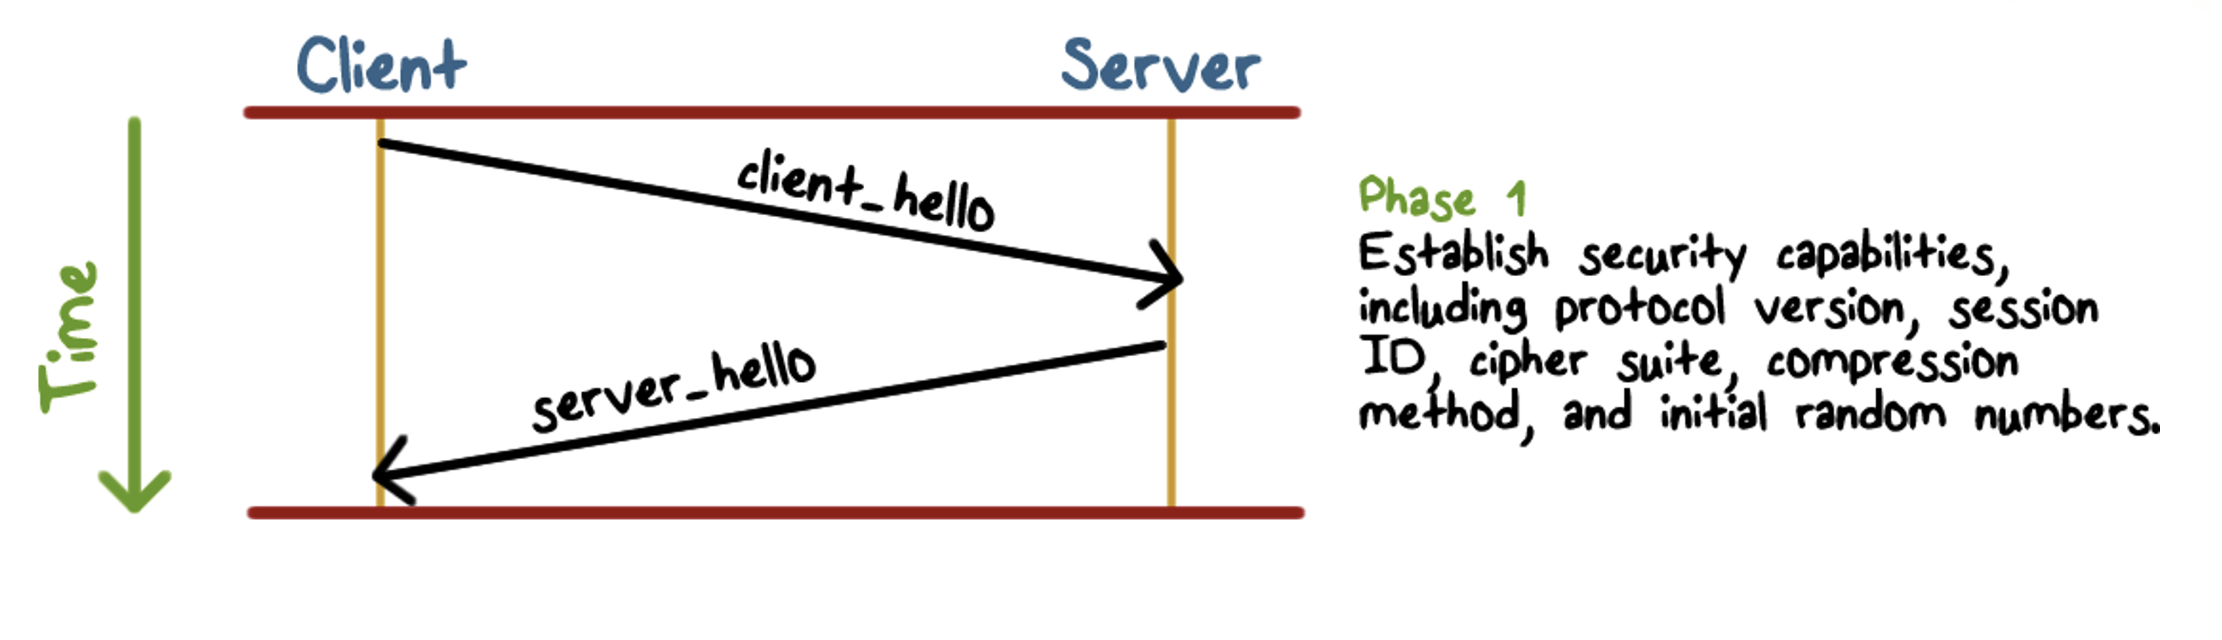 Client
Server
Time
client_hello
server_hello
Phase 1
Establish security capabilities,
including protocol version, session
ID, cipher suite, compression
method, and initial random numbers.